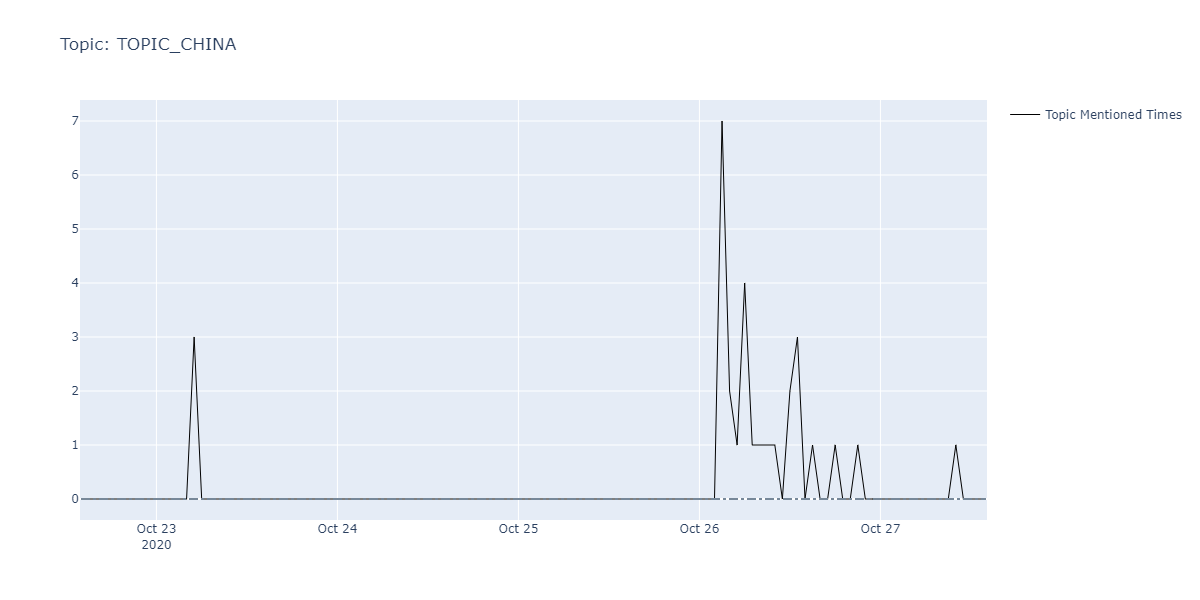 Topic: TOPIC_CHINA
Topic Mentioned Times
7
6
5
4
3
2
1
0
Oct 23
2020
Oct 24
Oct 25
Oct 26
Oct 27